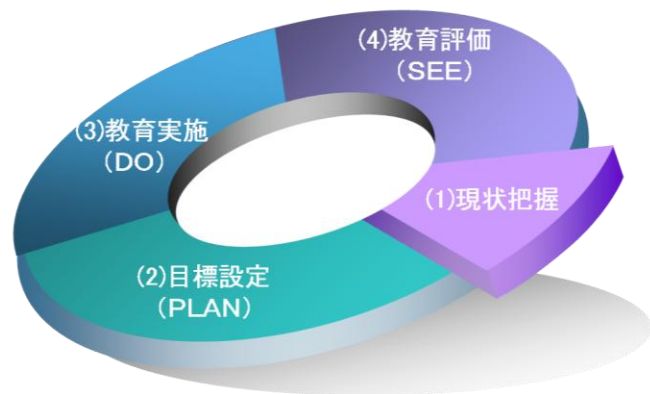 (4)教育評価
(SEE)
(3)教育実施
(DO)
(1)現状把握
(2)目標設定
(PLAN)